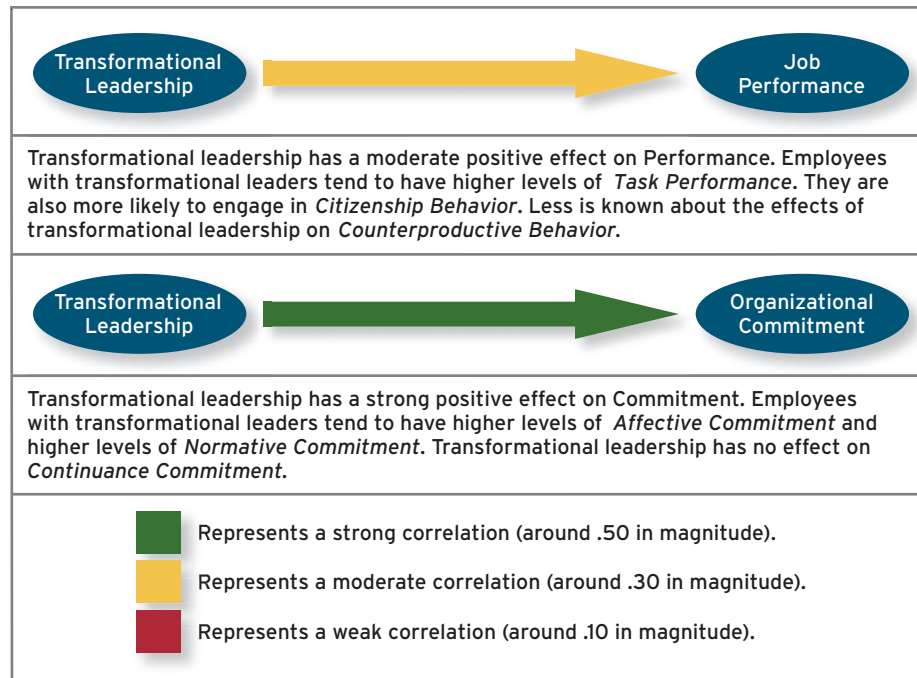 Transformational
Leadership
Job
Performance
Transformational leadership has a moderate positive effect on Performance. Employees
with transformational leaders tend to have higher levels of Task Performance. They are
also more likely to engage in Citizenship Behavior. Less is known about the effects of
transformational leadership on Counterproductive Behavior.
Transformational
Leadership
Organizational
Commitment
Transformational leadership has a strong positive effect on Commitment. Employees
with transformational leaders tend to have higher levels of Affective Commitment and
higher levels of Normative Commitment. Transformational leadership has no effect on
Continuance Commitment.
Represents a strong correlation (around .50 in magnitude).
Represents a moderate correlation (around .30 in magnitude).
Represents a weak correlation (around .10 in magnitude).